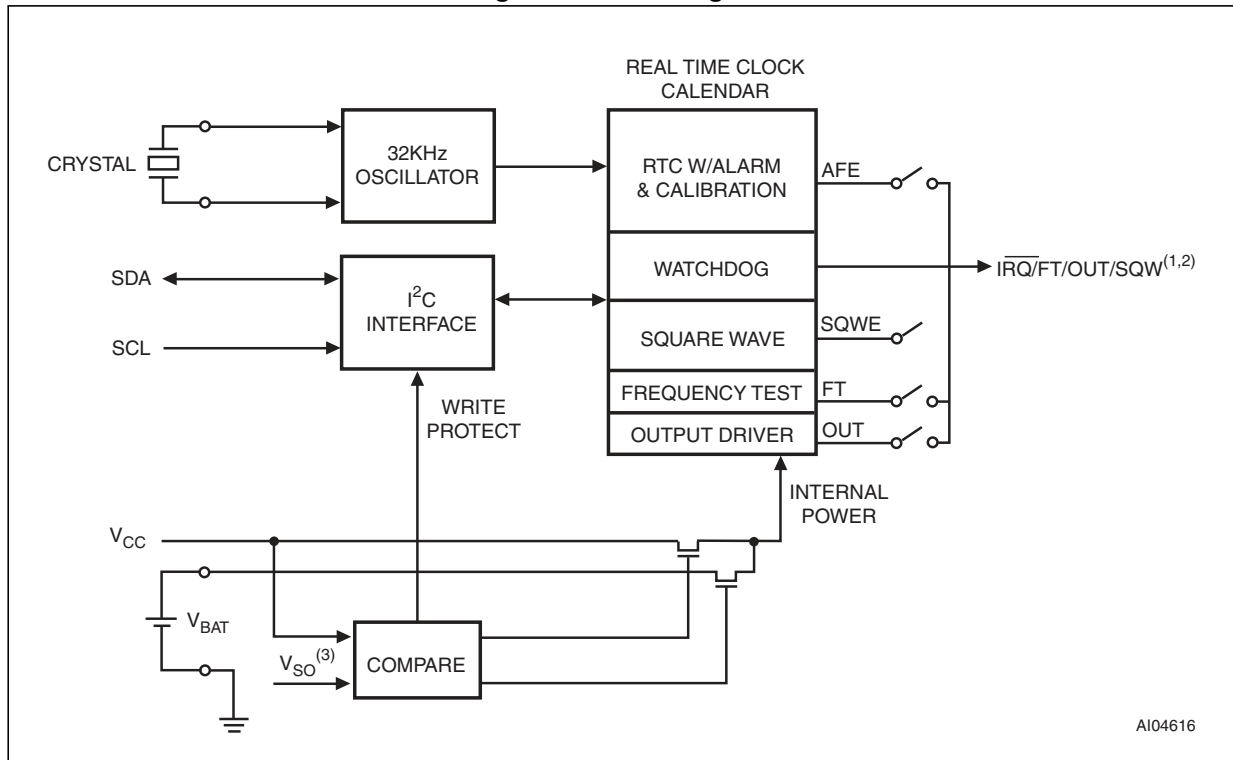 REAL TIME CLOCK
CALENDAR
CRYSTAL
32KHz
OSCILLATOR
RTC W/ALARM
& CALIBRATION
AFE
WATCHDOG
IRQ/FT/OUT/SQW(1,2)
SDA
SCL
I2C
INTERFACE
SQUARE WAVE
SQWE
FREQUENCY TEST
FT
OUTPUT DRIVER
OUT
WRITE
PROTECT
INTERNAL
POWER
VCC
VBAT
VSO(3)
COMPARE
AI04616